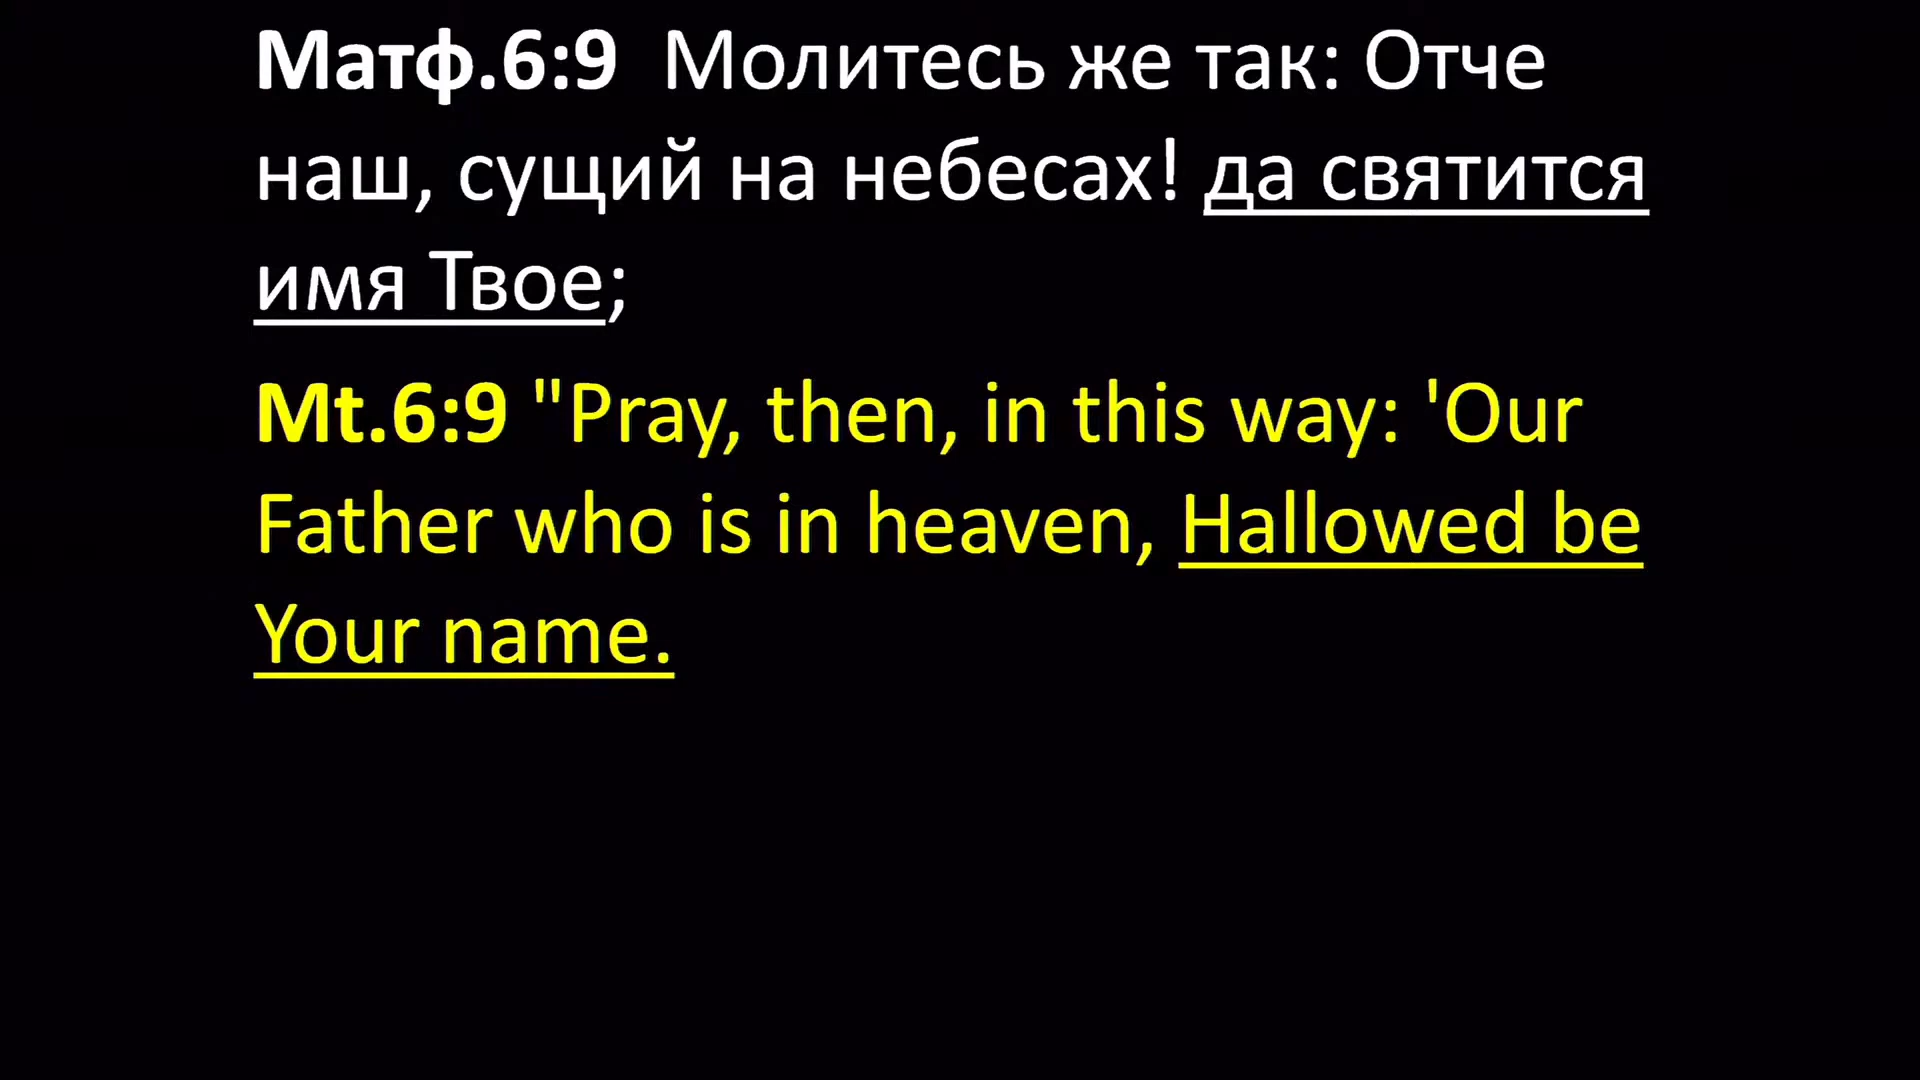 Матф.6:9 Молитесь же так: Отче
наш, сущий на небесах! да святится
имя Твое;
Mt.6:9 "Pray, then, in this way: 'Our
Father who is in heaven, Hallowed be
Your name.